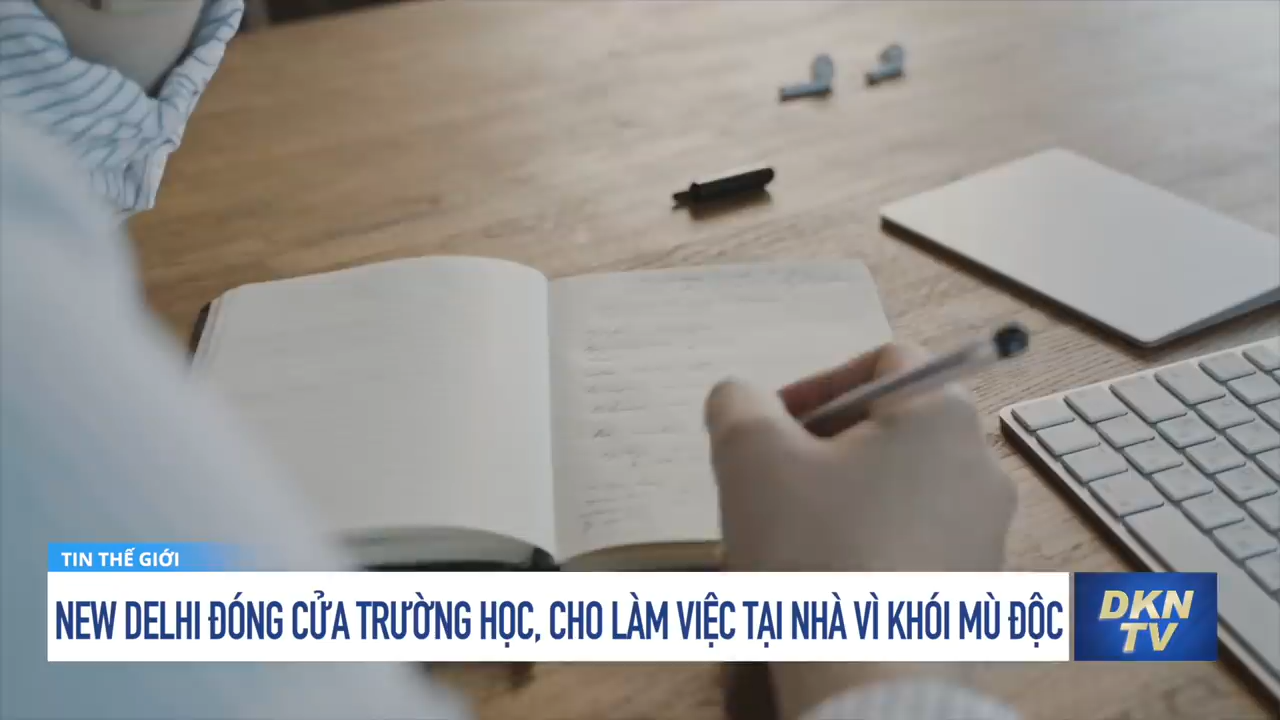 TIN THẾ GIỚI
NEW DELHI ĐÓNG CỬA TRƯỜNG HỌC, CHO LÀM VIỆC TẠI NHÀ VÌ KHÓI MÙ ĐỘC
DKN
TV